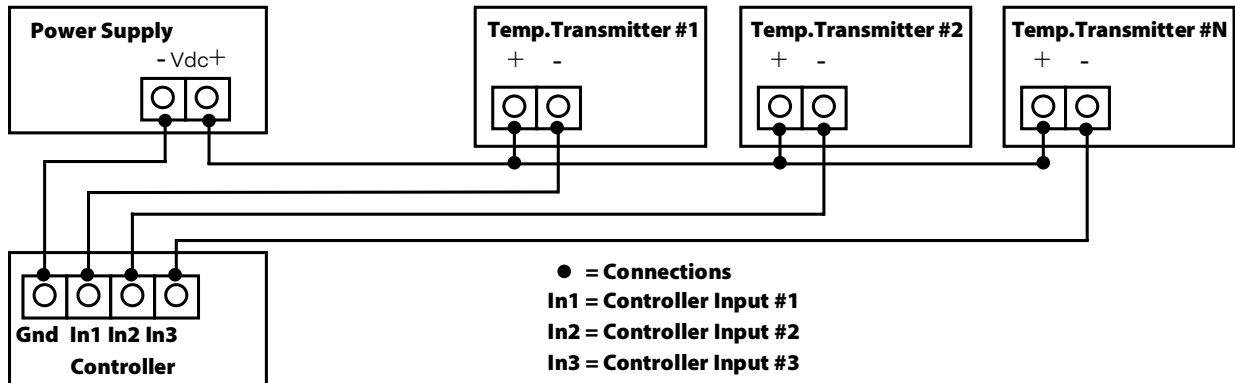 Power Supply
- Vdc+
Temp.Transmitter #1
+ -
Temp.Transmitter #2
+ -
Temp.Transmitter #N
+ -
Gnd In1 In2 In3
Controller
● = Connections
In1 = Controller Input #1
In2 = Controller Input #2
In3 = Controller Input #3